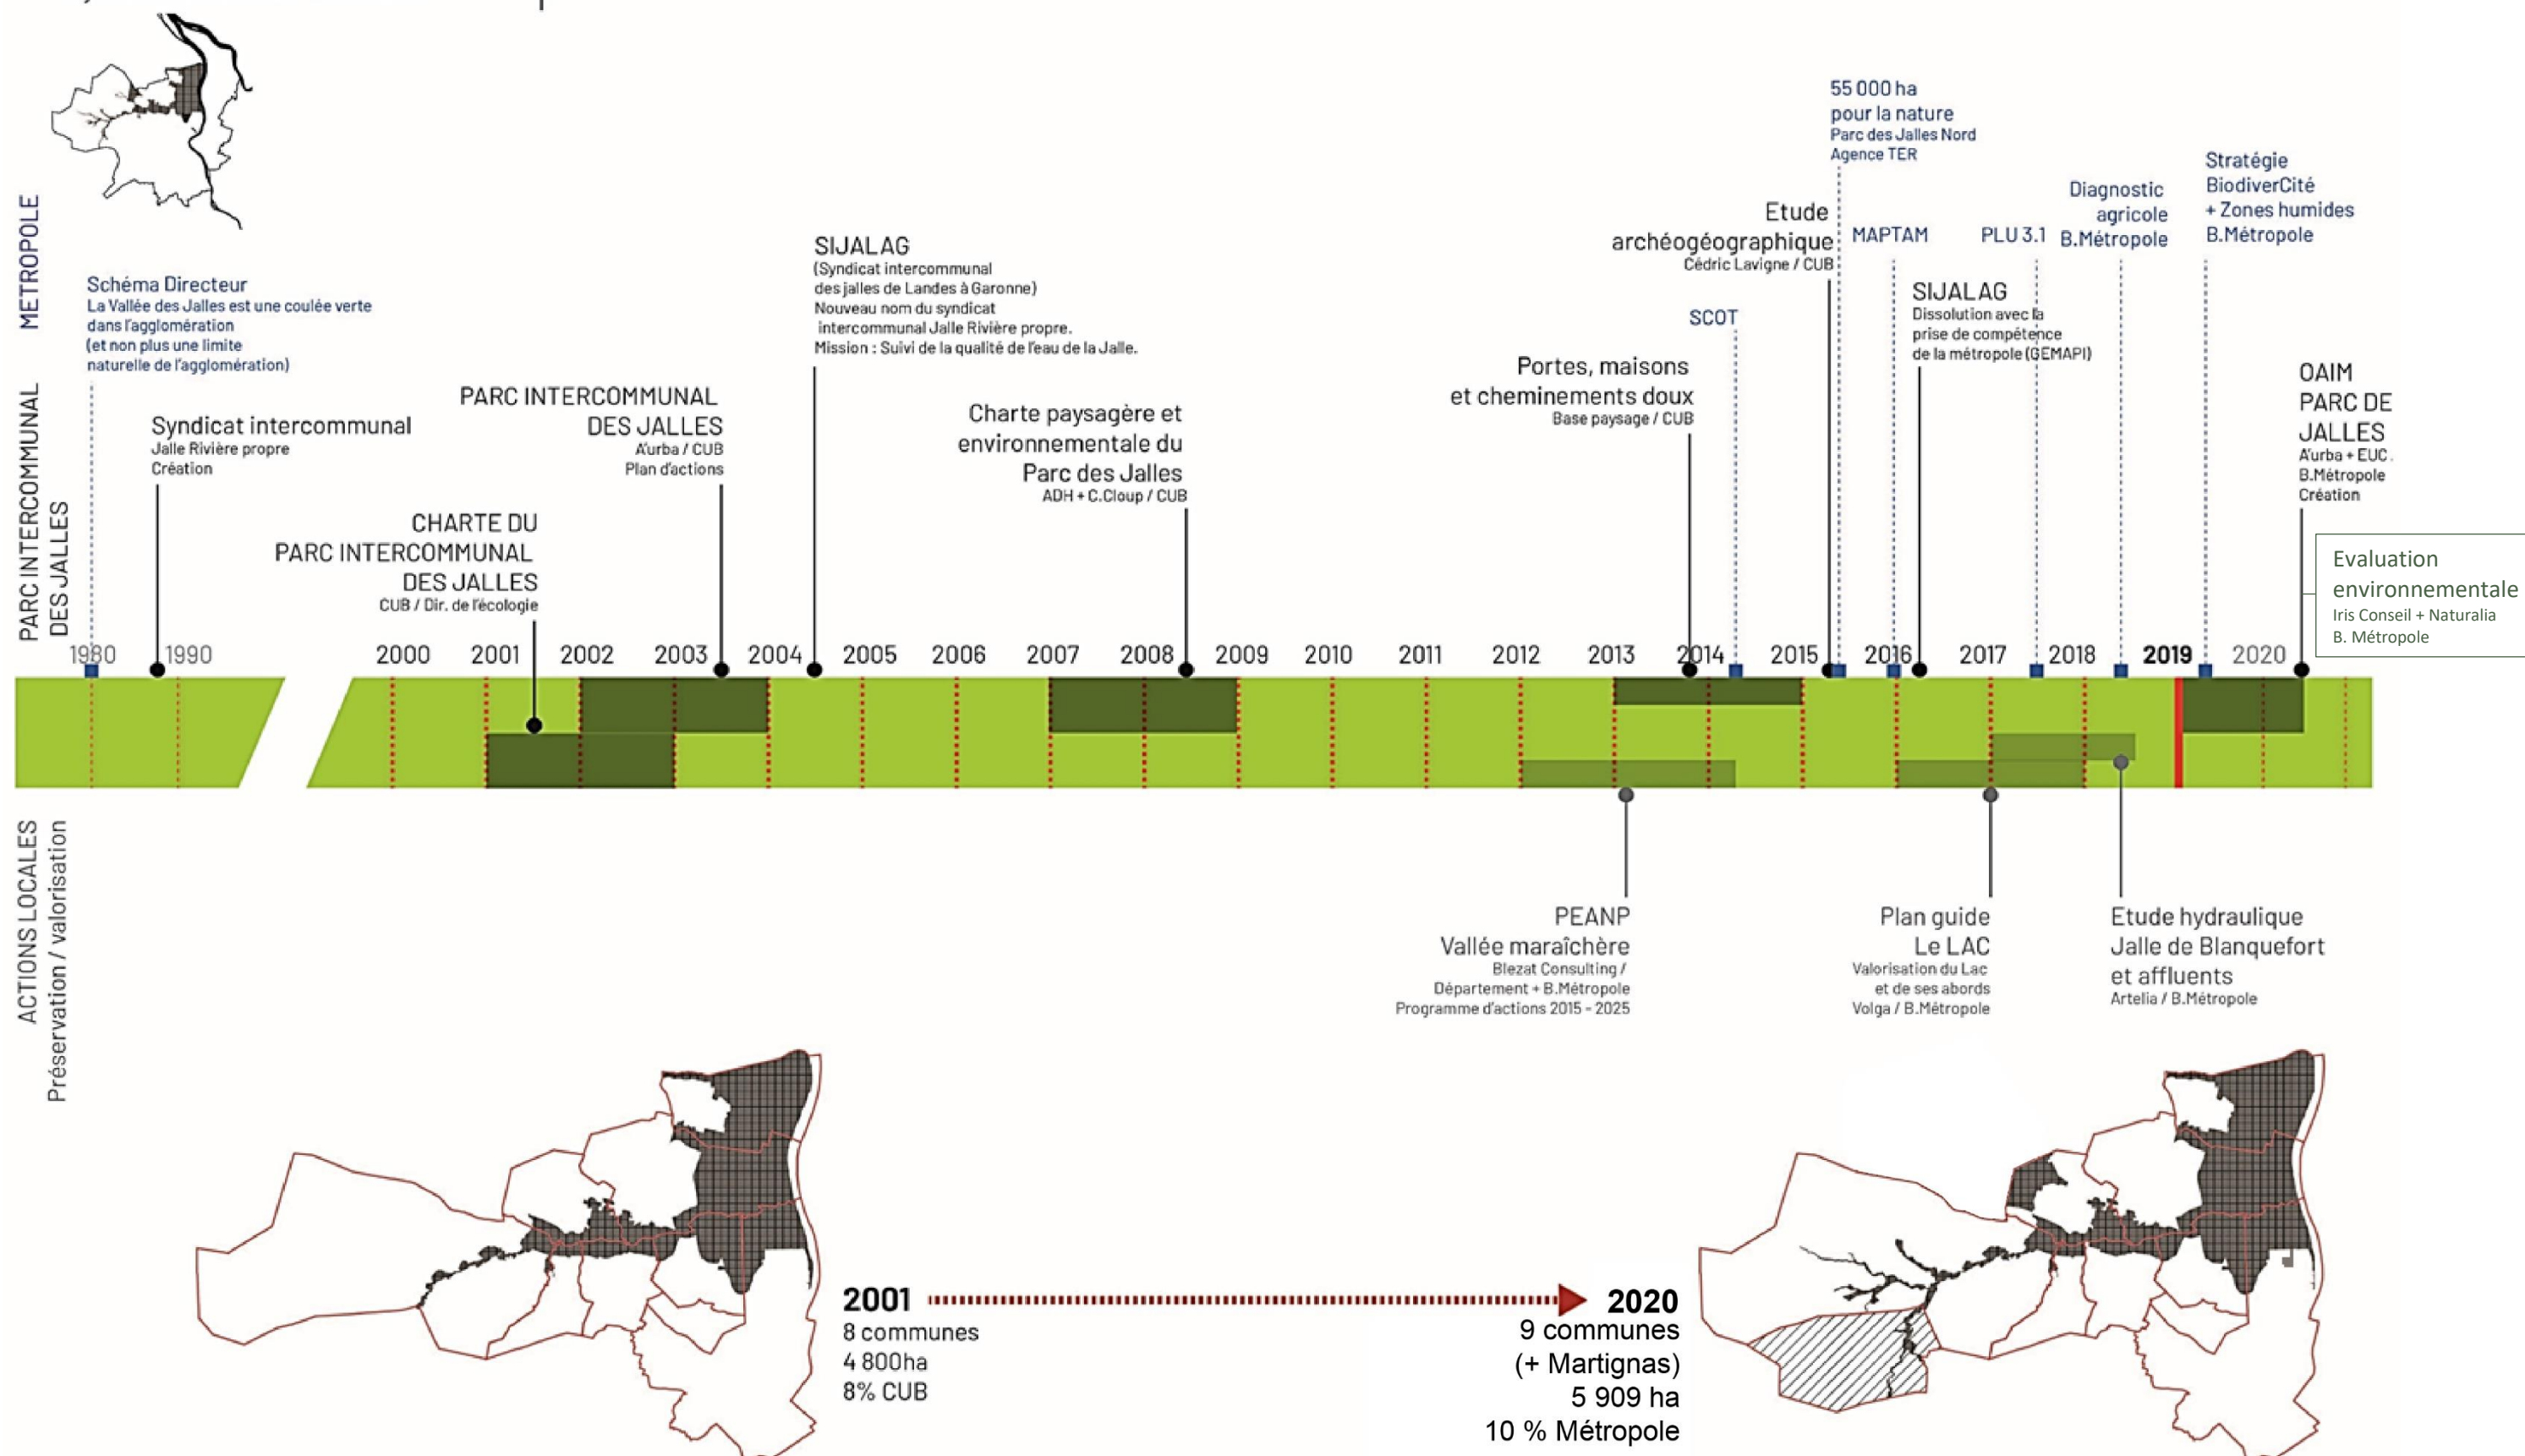 METROPOLE
PARC INTERCOMMUNAL
DES JALLES
ACTIONS LOCALES
Préservation / valorisation
Schéma Directeur
La Vallée des Jalles est une coulée verte
dans l'agglomération
(et non plus une limite
naturelle de l'agglomération)
Syndicat intercommunal
Jalle Rivière propre
Création
CHARTE DU
PARC INTERCOMMUNAL
DES JALLES
CUB / Dir. de l'écologie
PARC INTERCOMMUNAL
DES JALLES
A'urba / CUB
Plan d'actions
SIJALAG
(Syndicat intercommunal
des jalles de Landes à Garonne)
Nouveau nom du syndicat
intercommunal Jalle Rivière propre.
Mission : Suivi de la qualité de l'eau de la Jalle.
Charte paysagère et
environnementale du
Parc des Jalles
ADH + C.Cloup / CUB
Portes, maisons
et cheminements doux
Base paysage / CUB
SCOT
Etude
archéogéographique
Cédric Lavigne / CUB
55 000 ha
pour la nature
Parc des Jalles Nord
Agence TER
MAPTAM
SIJALAG
Dissolution avec la
prise de compétence
de la métropole (GEMAPI)
PLU 3.1
Diagnostic
agricole
B.Métropole
Stratégie
BiodiverCité
+ Zones humides
B.Métropole
OAIM
PARC DE
JALLES
A'urba + EUC.
B.Métropole
Création
Evaluation
environnementale
Iris Conseil + Naturalia
B. Métropole
1980 1990 2000 2001 2002 2003 2004 2005 2006 2007 2008 2009 2010 2011 2012 2013 2014 2015 2016 2017 2018 2019 2020
PEANP
Vallée maraîchère
Blezat Consulting /
Département + B.Métropole
Programme d'actions 2015 - 2025
Plan guide
Le LAC
Valorisation du Lac
et de ses abords
Volga / B.Métropole
Etude hydraulique
Jalle de Blanquefort
et affluents
Artelia / B.Métropole
2001
8 communes
4 800ha
8% CUB
2020
9 communes
(+ Martignas)
5 909 ha
10 % Métropole